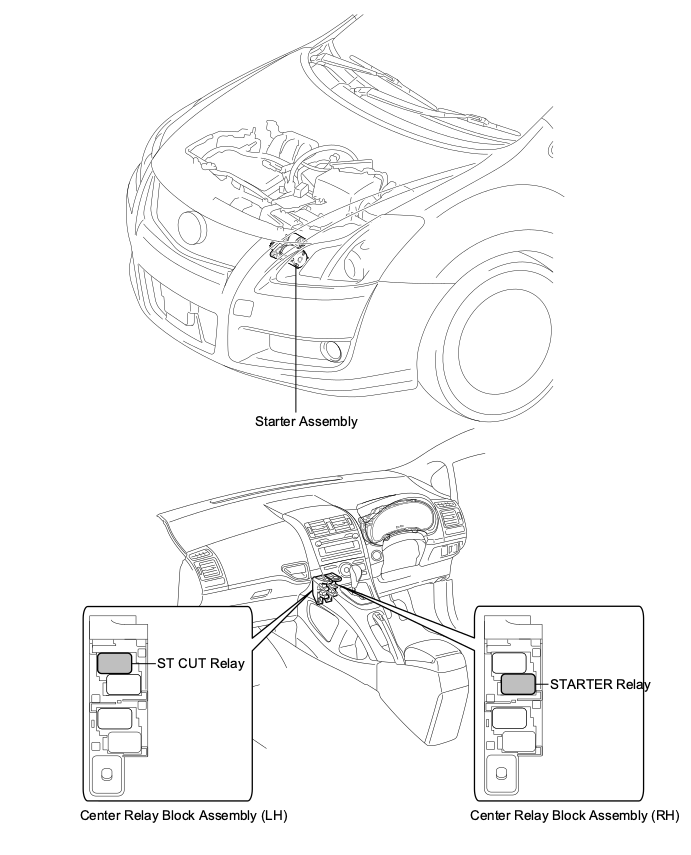 Starter Assembly
ST CUT Relay
STARTER Relay
Center Relay Block Assembly (LH)
Center Relay Block Assembly (RH)